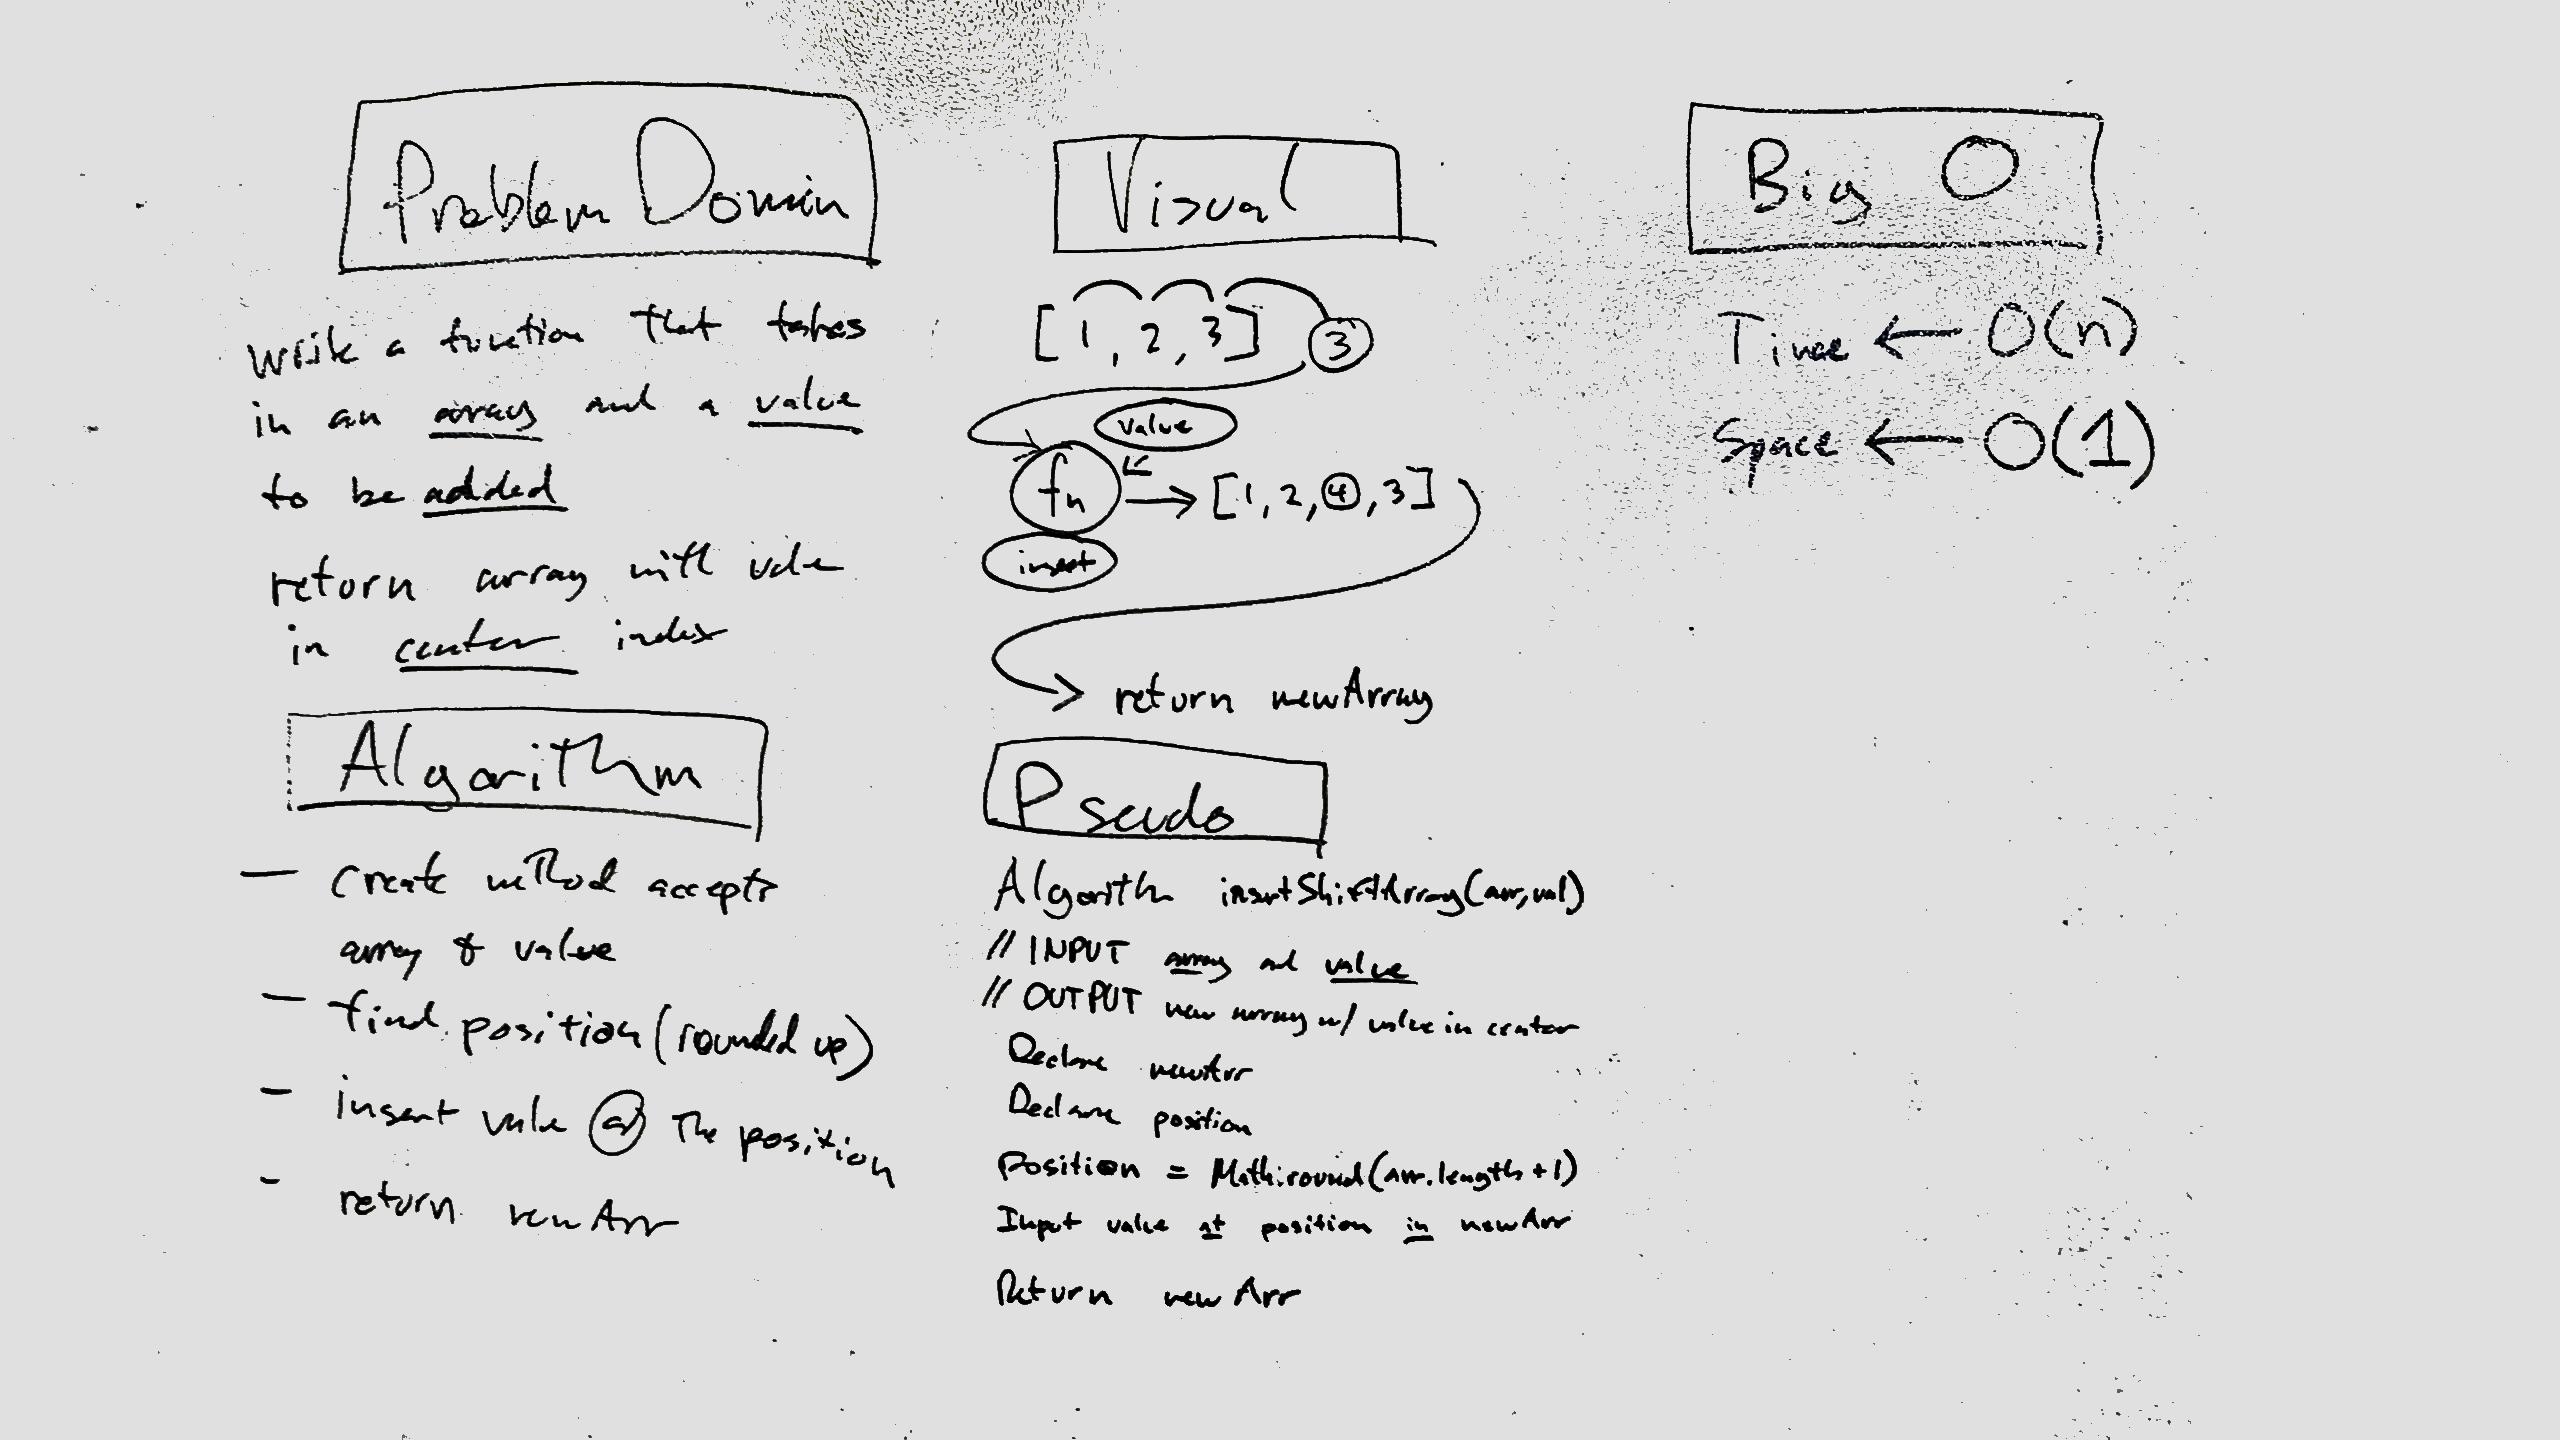 Problem Domain
Write a function that takes
in an array and a value
to be added
return array with value
in center index
Algorithm
- create method accepts
array & value
- find position (rounded up)
- insert value @ the position
- return newArr
Visual
[1, 2, 3] 3
value
fn → [1, 2, 4, 3]
insert
return newArray
Pseudo
Algorithm insertShiftArray(arr, val)
// INPUT array and value
// OUTPUT new array w/ value in center
Declare newArr
Declare position
Position = Math.round(arr.length + 1)
Input value at position in newArr
Return newArr
Big O
Time ← O(n)
Space ← O(1)